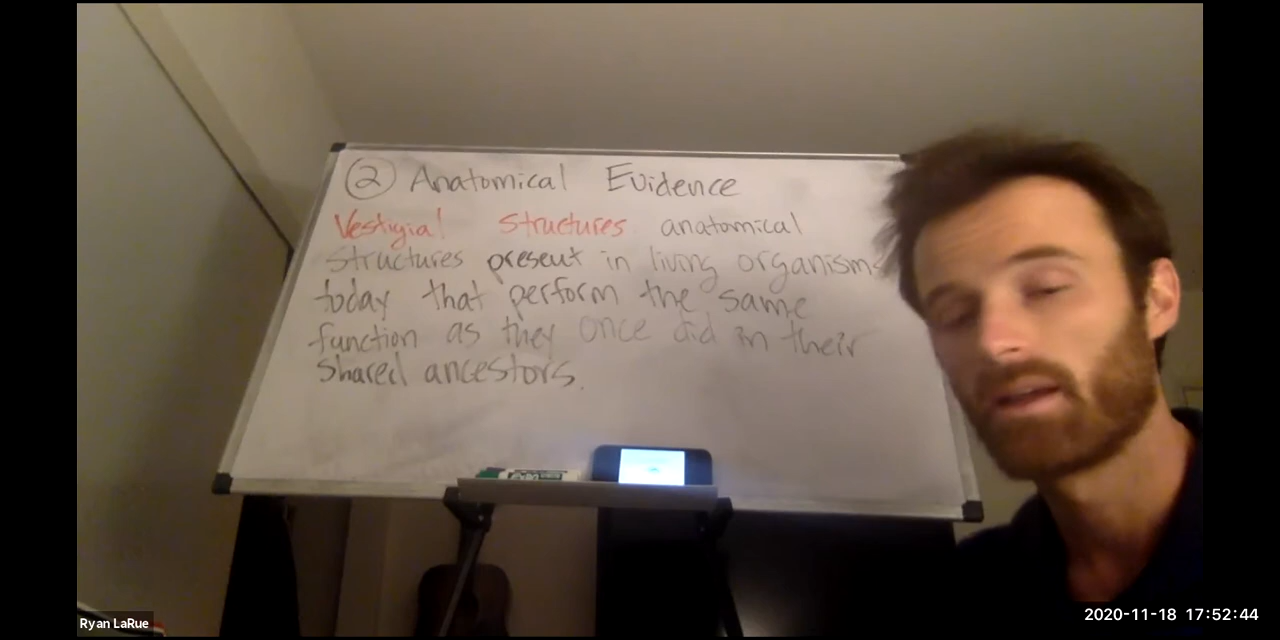 ② Anatomical Evidence
Vestigial Structures anatomical
structures present in living organisms
today that perform the same
function as they once did in their
shared ancestors.
Ryan LaRue
2020-11-18 17:52:44